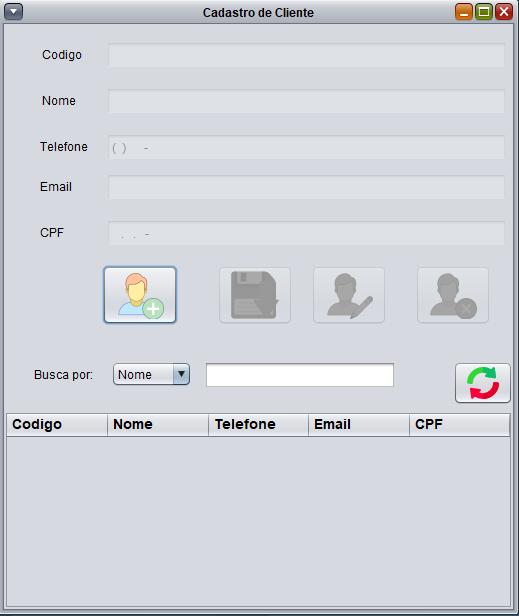 Cadastro de Cliente
Codigo
Nome
Telefone ( ) -
Email
CPF . . -
Busca por: Nome
Codigo Nome Telefone Email CPF